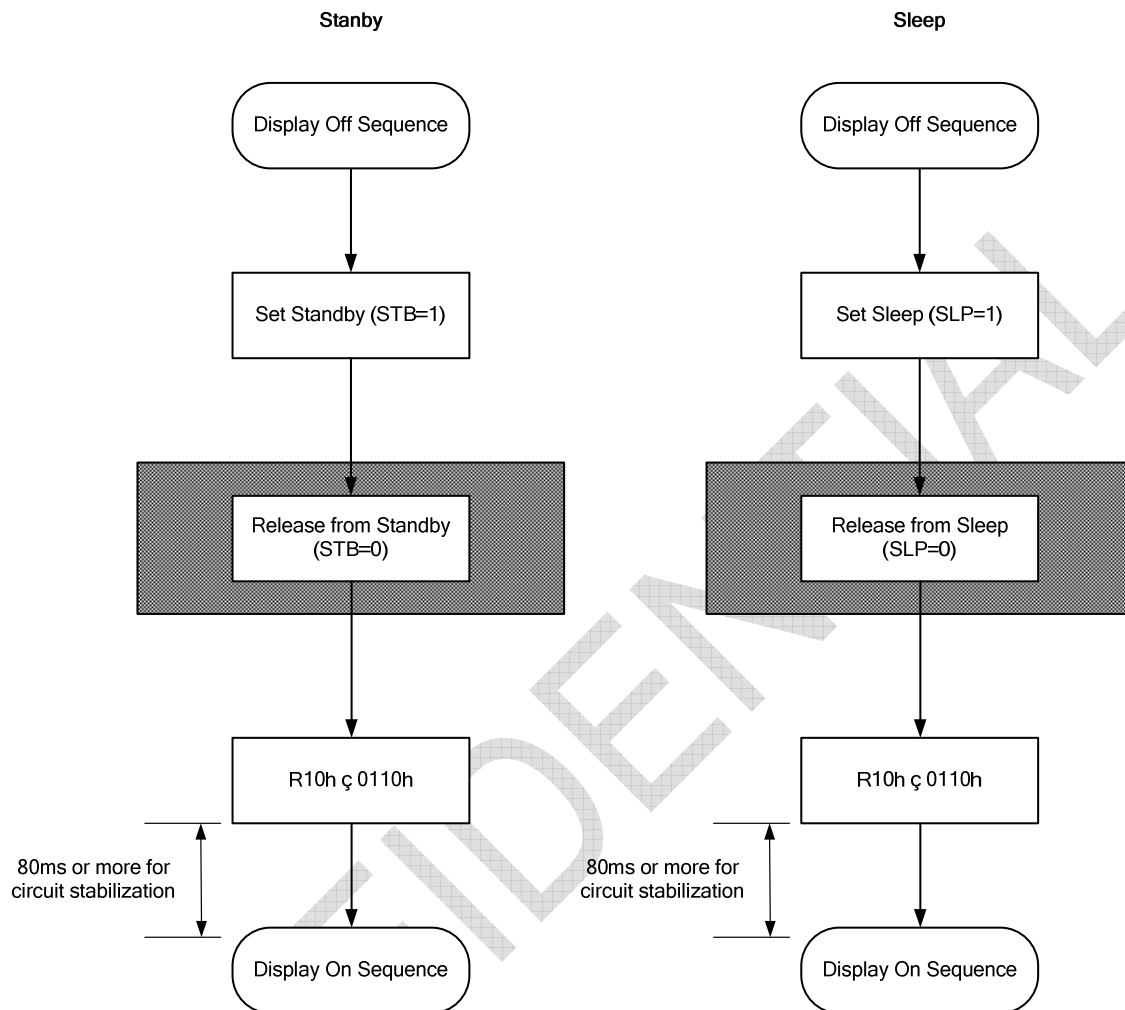 Stanby
Display Off Sequence
Set Standby (STB=1)
Release from Standby
(STB=0)
R10h ç 0110h
80ms or more for
circuit stabilization
Display On Sequence
Sleep
Display Off Sequence
Set Sleep (SLP=1)
Release from Sleep
(SLP=0)
R10h ç 0110h
80ms or more for
circuit stabilization
Display On Sequence
FIDENTIAL